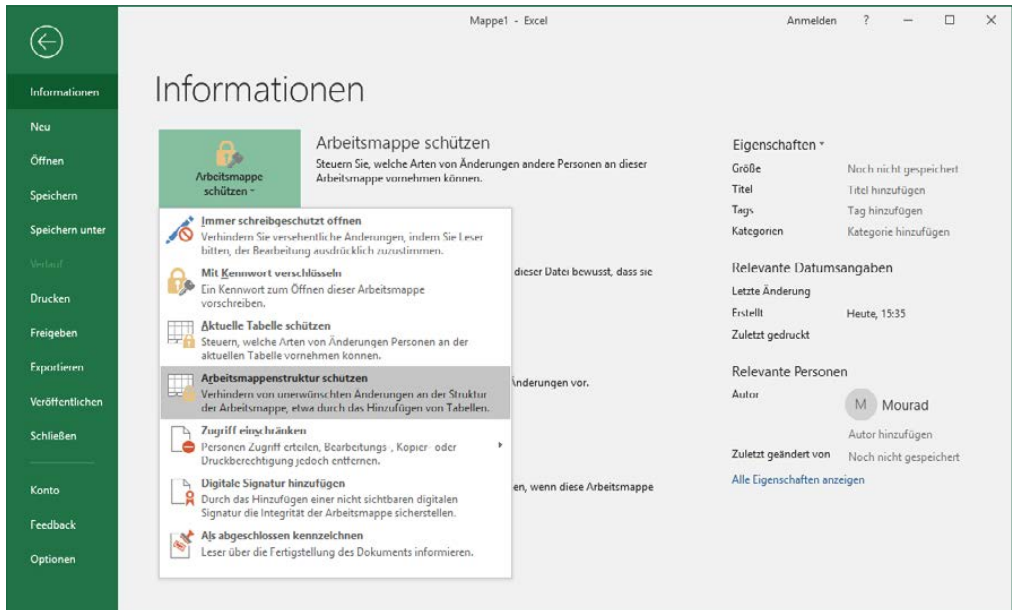 Mappe1 - Excel
Anmelden ?
Informationen
Neu
Öffnen
Speichern
Speichern unter
Verlauf
Drucken
Freigeben
Exportieren
Veröffentlichen
Schließen
Konto
Feedback
Optionen
Informationen
Arbeitsmappe
schützen
Arbeitsmappe schützen
Steuern Sie, welche Arten von Änderungen andere Personen an dieser
Arbeitsmappe vornehmen können.
Immer schreibgeschützt öffnen
Verhindern Sie versehentliche Änderungen, indem Sie Leser
bitten, der Bearbeitung ausdrücklich zuzustimmen.
Mit Kennwort verschlüsseln
Ein Kennwort zum Öffnen dieser Arbeitsmappe
vorschreiben.
Aktuelle Tabelle schützen
Steuern, welche Arten von Änderungen Personen an der
aktuellen Tabelle vornehmen können.
Arbeitsmappenstruktur schützen
Verhindern von unerwünschten Änderungen an der Struktur
der Arbeitsmappe, etwa durch das Hinzufügen von Tabellen.
Zugriff einschränken
Personen Zugriff erteilen, Bearbeitungs-, Kopier- oder
Druckberechtigung jedoch entfernen.
Digitale Signatur hinzufügen
Durch das Hinzufügen einer nicht sichtbaren digitalen
Signatur die Integrität der Arbeitsmappe sicherstellen.
Als abgeschlossen kennzeichnen
Leser über die Fertigstellung des Dokuments informieren.
dieser Datei bewusst, dass sie
Änderungen vor.
en, wenn diese Arbeitsmappe
Eigenschaften
Größe Noch nicht gespeichert
Titel Titel hinzufügen
Tags Tag hinzufügen
Kategorien Kategorie hinzufügen
Relevante Datumsangaben
Letzte Änderung
Erstellt Heute, 15:35
Zuletzt gedruckt
Relevante Personen
Autor M Mourad
Autor hinzufügen
Zuletzt geändert von Noch nicht gespeichert
Alle Eigenschaften anzeigen